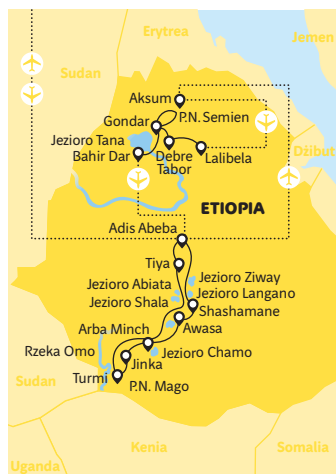 Erytrea
Jemen
Sudan
Aksum
P.N. Semien
Gondar
Jezioro Tana
Bahir Dar
Debre
Tabor
Lalibela
Dżibuti
ETIOPIA
Adis Abeba
Tiya
Jezioro Ziway
Jezioro Abiata
Jezioro Langano
Jezioro Shala
Shashamane
Arba Minch
Awasa
Rzeka Omo
Jezioro Chamo
Jinka
Sudan
Turmi
P.N. Mago
Kenia
Somalia
Uganda